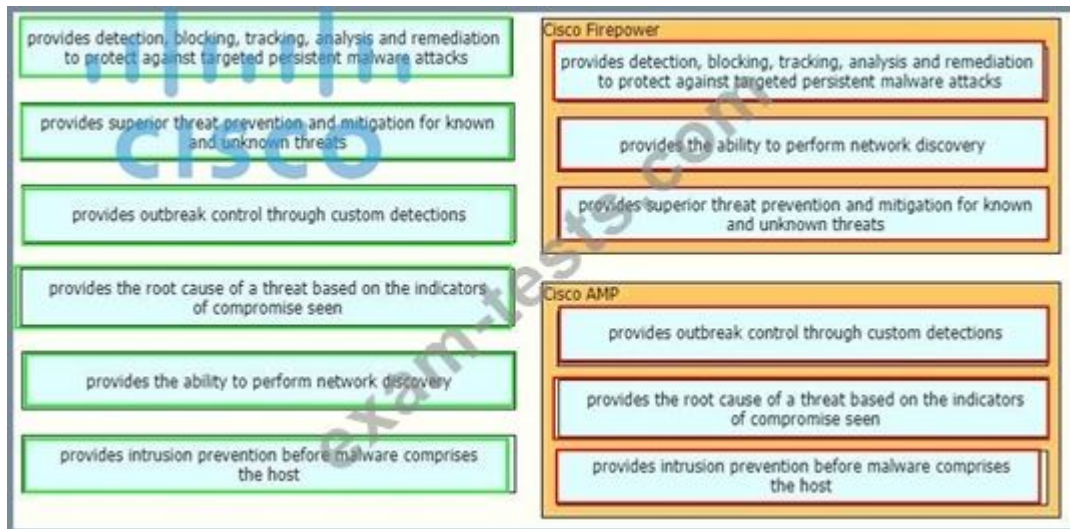 provides detection, blocking, tracking, analysis and remediation
to protect against targeted persistent malware attacks
provides superior threat prevention and mitigation for known
and unknown threats
provides outbreak control through custom detections
provides the root cause of a threat based on the indicators
of compromise seen
provides the ability to perform network discovery
provides intrusion prevention before malware comprises
the host
Cisco Firepower
provides detection, blocking, tracking, analysis and remediation
to protect against targeted persistent malware attacks
provides the ability to perform network discovery
provides superior threat prevention and mitigation for known
and unknown threats
Cisco AMP
provides outbreak control through custom detections
provides the root cause of a threat based on the indicators
of compromise seen
provides intrusion prevention before malware comprises
the host
cisco
exam-tests.com